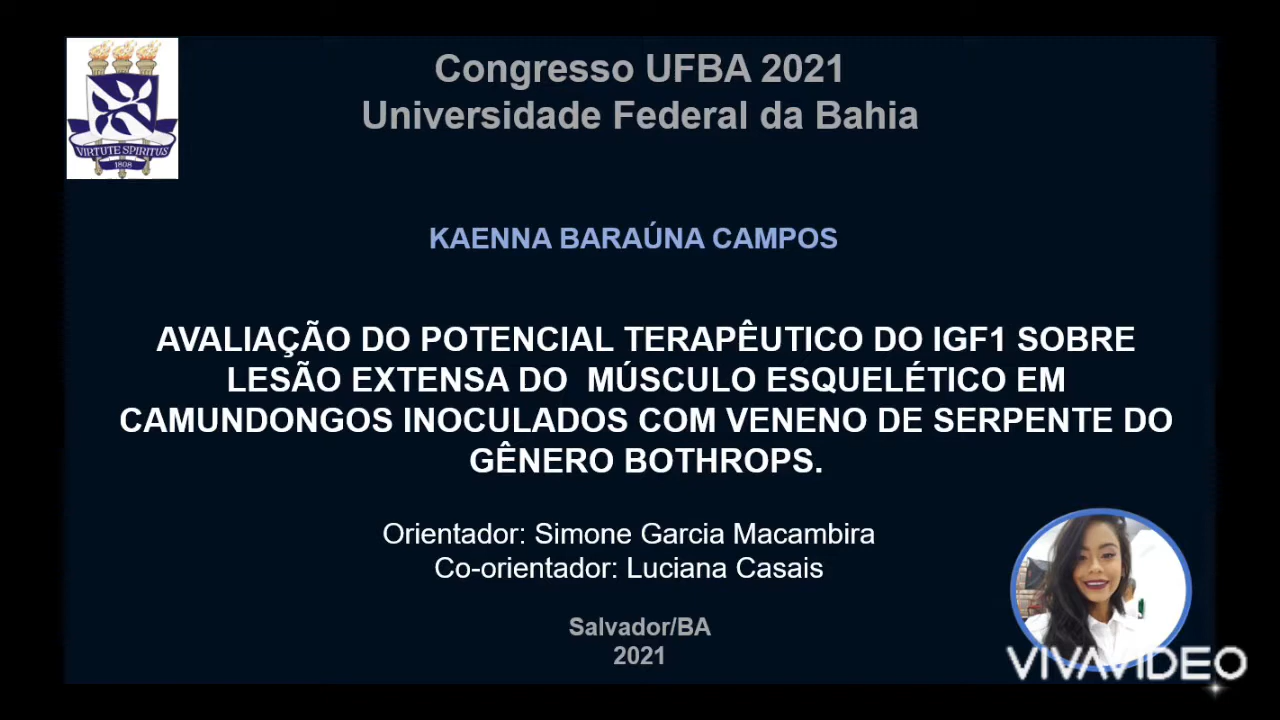 Congresso UFBA 2021
Universidade Federal da Bahia
VIRTUTE SPIRITUS
1808
KAENNA BARAÚNA CAMPOS
AVALIAÇÃO DO POTENCIAL TERAPÊUTICO DO IGF1 SOBRE
LESÃO EXTENSA DO MÚSCULO ESQUELÉTICO EM
CAMUNDONGOS INOCULADOS COM VENENO DE SERPENTE DO
GÊNERO BOTHROPS.
Orientador: Simone Garcia Macambira
Co-orientador: Luciana Casais
Salvador/BA
2021
VIVAVIDEO